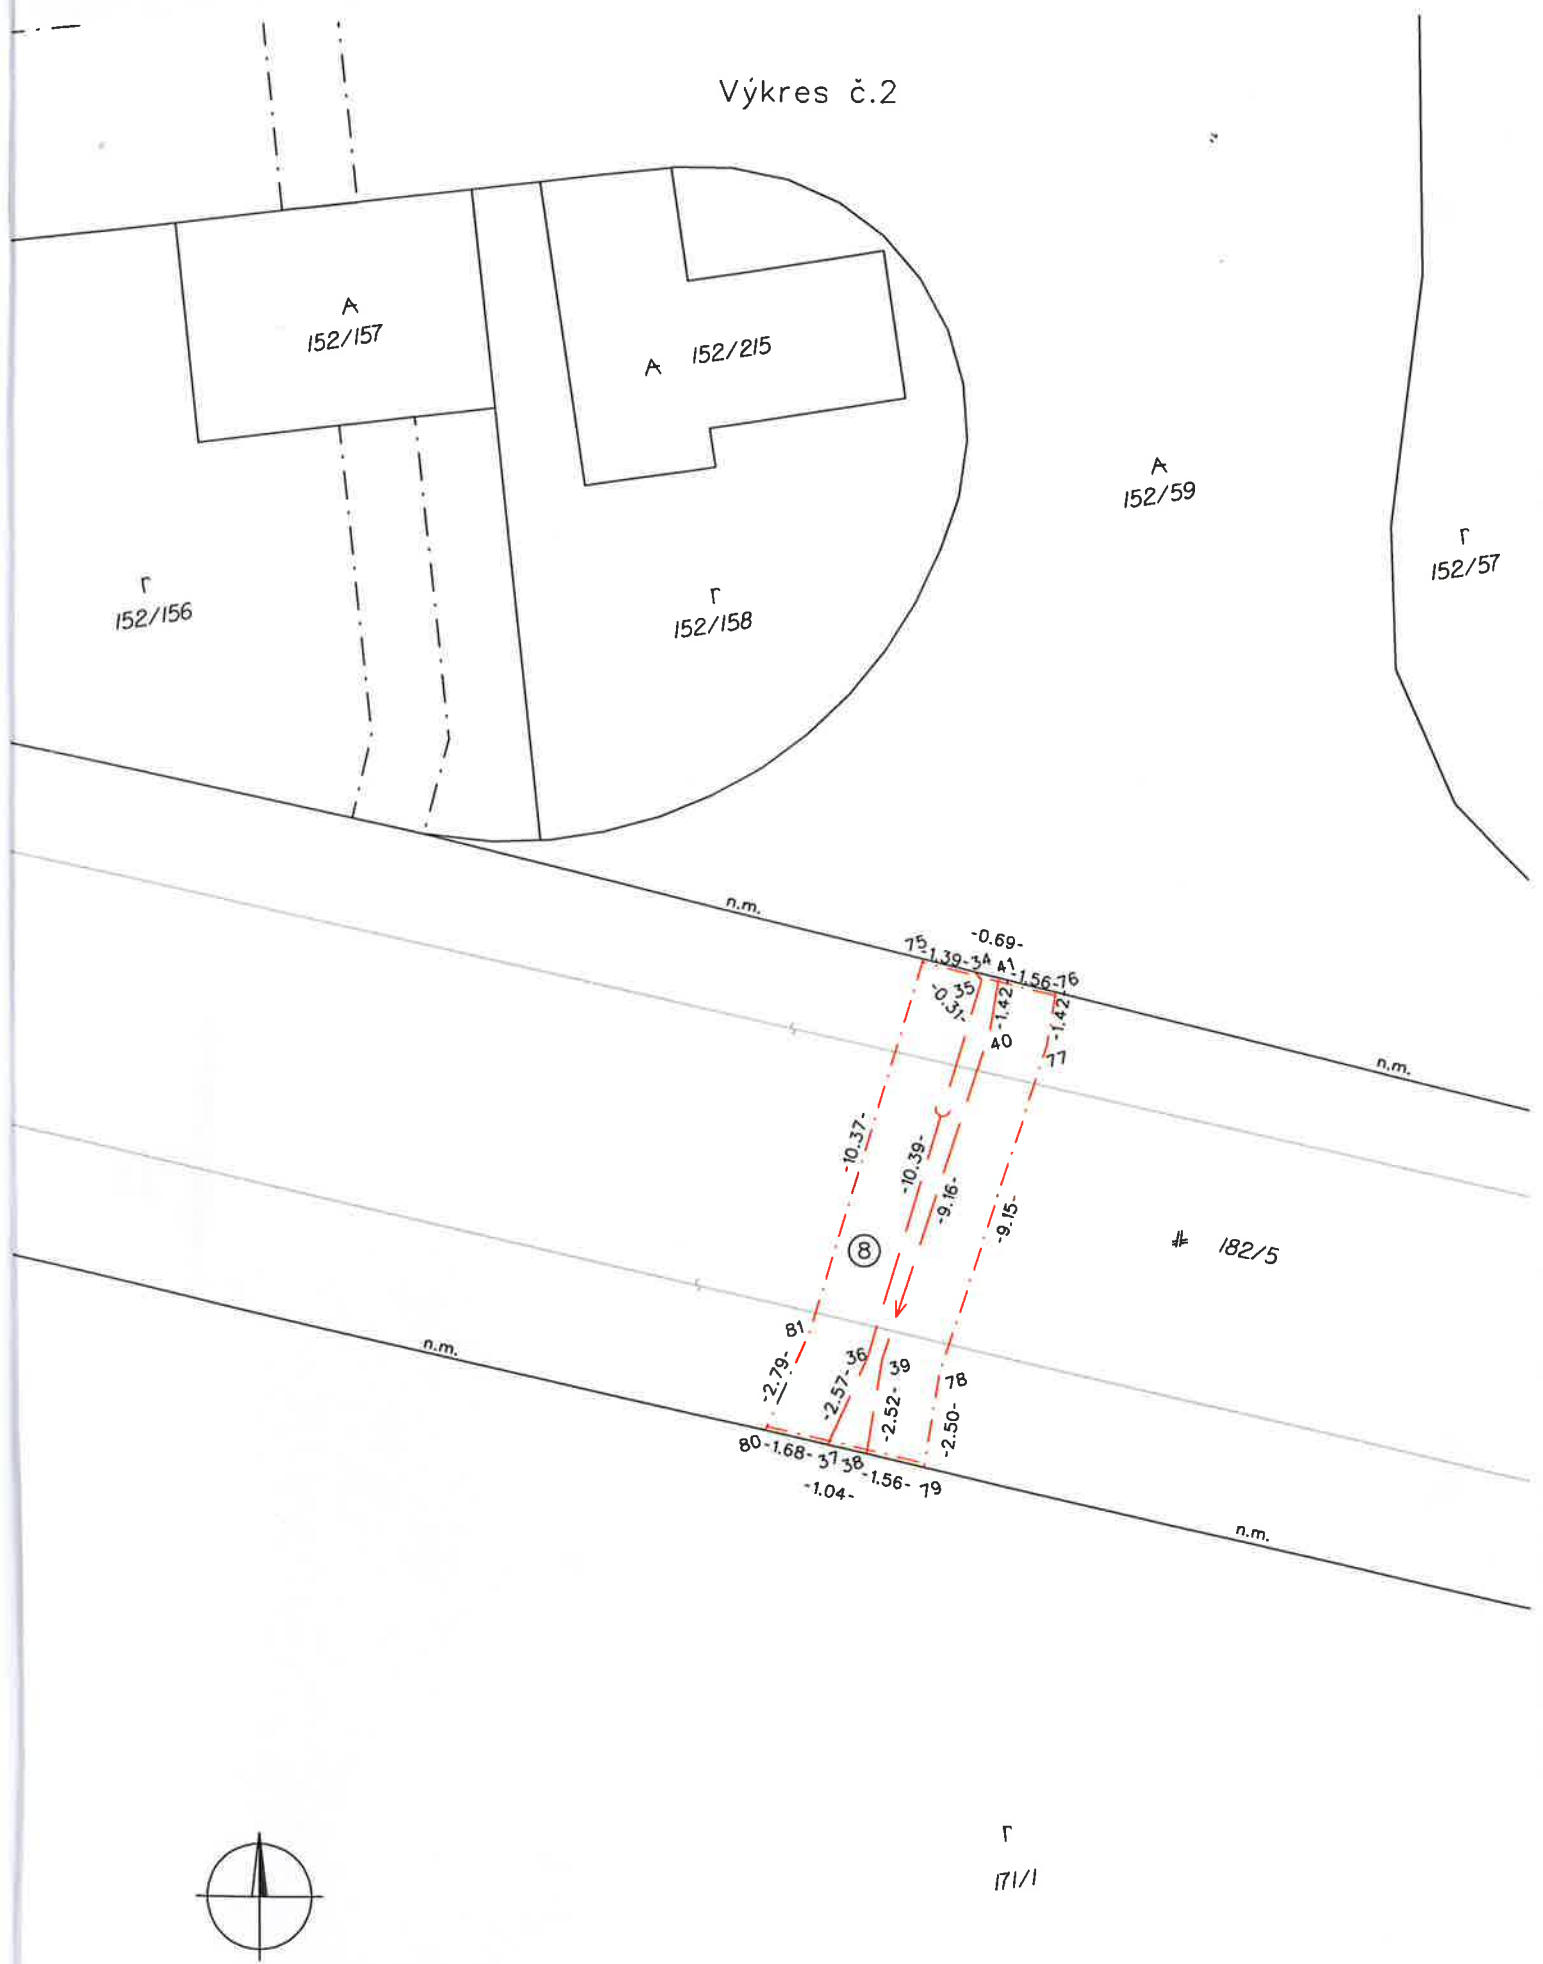 Výkres č.2
A
152/157
A 152/215
A
152/59
r
152/57
r
152/156
r
152/158
n.m.
-0.69-
75 -1.39- 34 41 -1.56- 76
35
-0.31-
-1.42-
-1.42-
40
77
n.m.
-10.37-
-10.39-
-9.16-
-9.15-
8
# 182/5
81
n.m.
36
39
78
-2.79-
-2.57-
-2.52-
-2.50-
80 -1.68- 37 38 -1.56- 79
-1.04-
n.m.
r
171/1